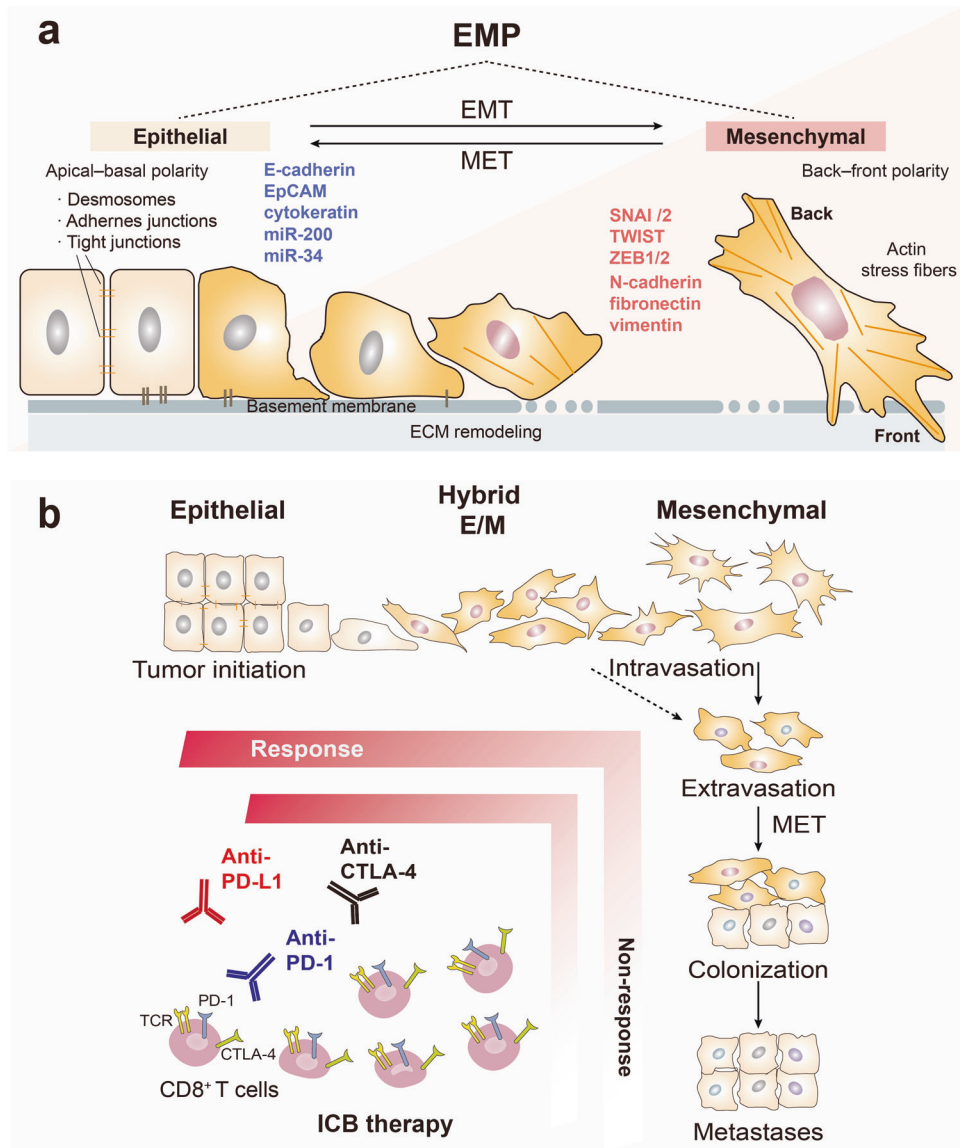 a
EMP
EMT
MET
Epithelial
Mesenchymal
Apical–basal polarity
· Desmosomes
· Adhernes junctions
· Tight junctions
E-cadherin
EpCAM
cytokeratin
miR-200
miR-34
SNAI /2
TWIST
ZEB1/2
N-cadherin
fibronectin
vimentin
Back–front polarity
Back
Actin
stress fibers
Front
Basement membrane
ECM remodeling
b
Epithelial
Hybrid
E/M
Mesenchymal
Tumor initiation
Intravasation
Extravasation
MET
Colonization
Metastases
Response
Non-response
Anti-
PD-L1
Anti-
CTLA-4
Anti-
PD-1
PD-1
TCR
CTLA-4
CD8⁺ T cells
ICB therapy